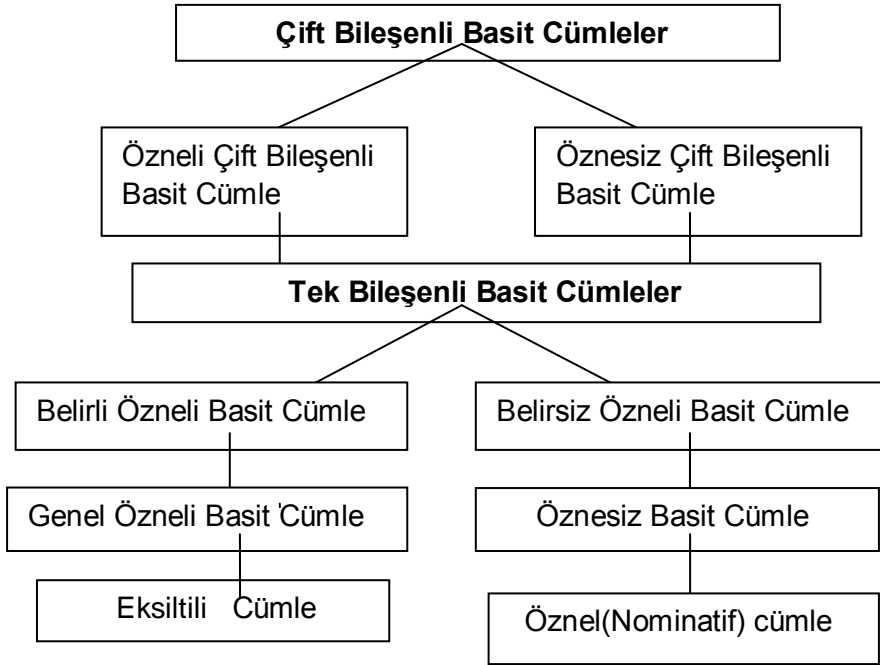 Çift Bileşenli Basit Cümleler
Özneli Çift Bileşenli
Basit Cümle
Öznesiz Çift Bileşenli
Basit Cümle
Tek Bileşenli Basit Cümleler
Belirli Özneli Basit Cümle
Belirsiz Özneli Basit Cümle
Genel Özneli Basit Cümle
Öznesiz Basit Cümle
Eksiltili Cümle
Öznel(Nominatif) cümle